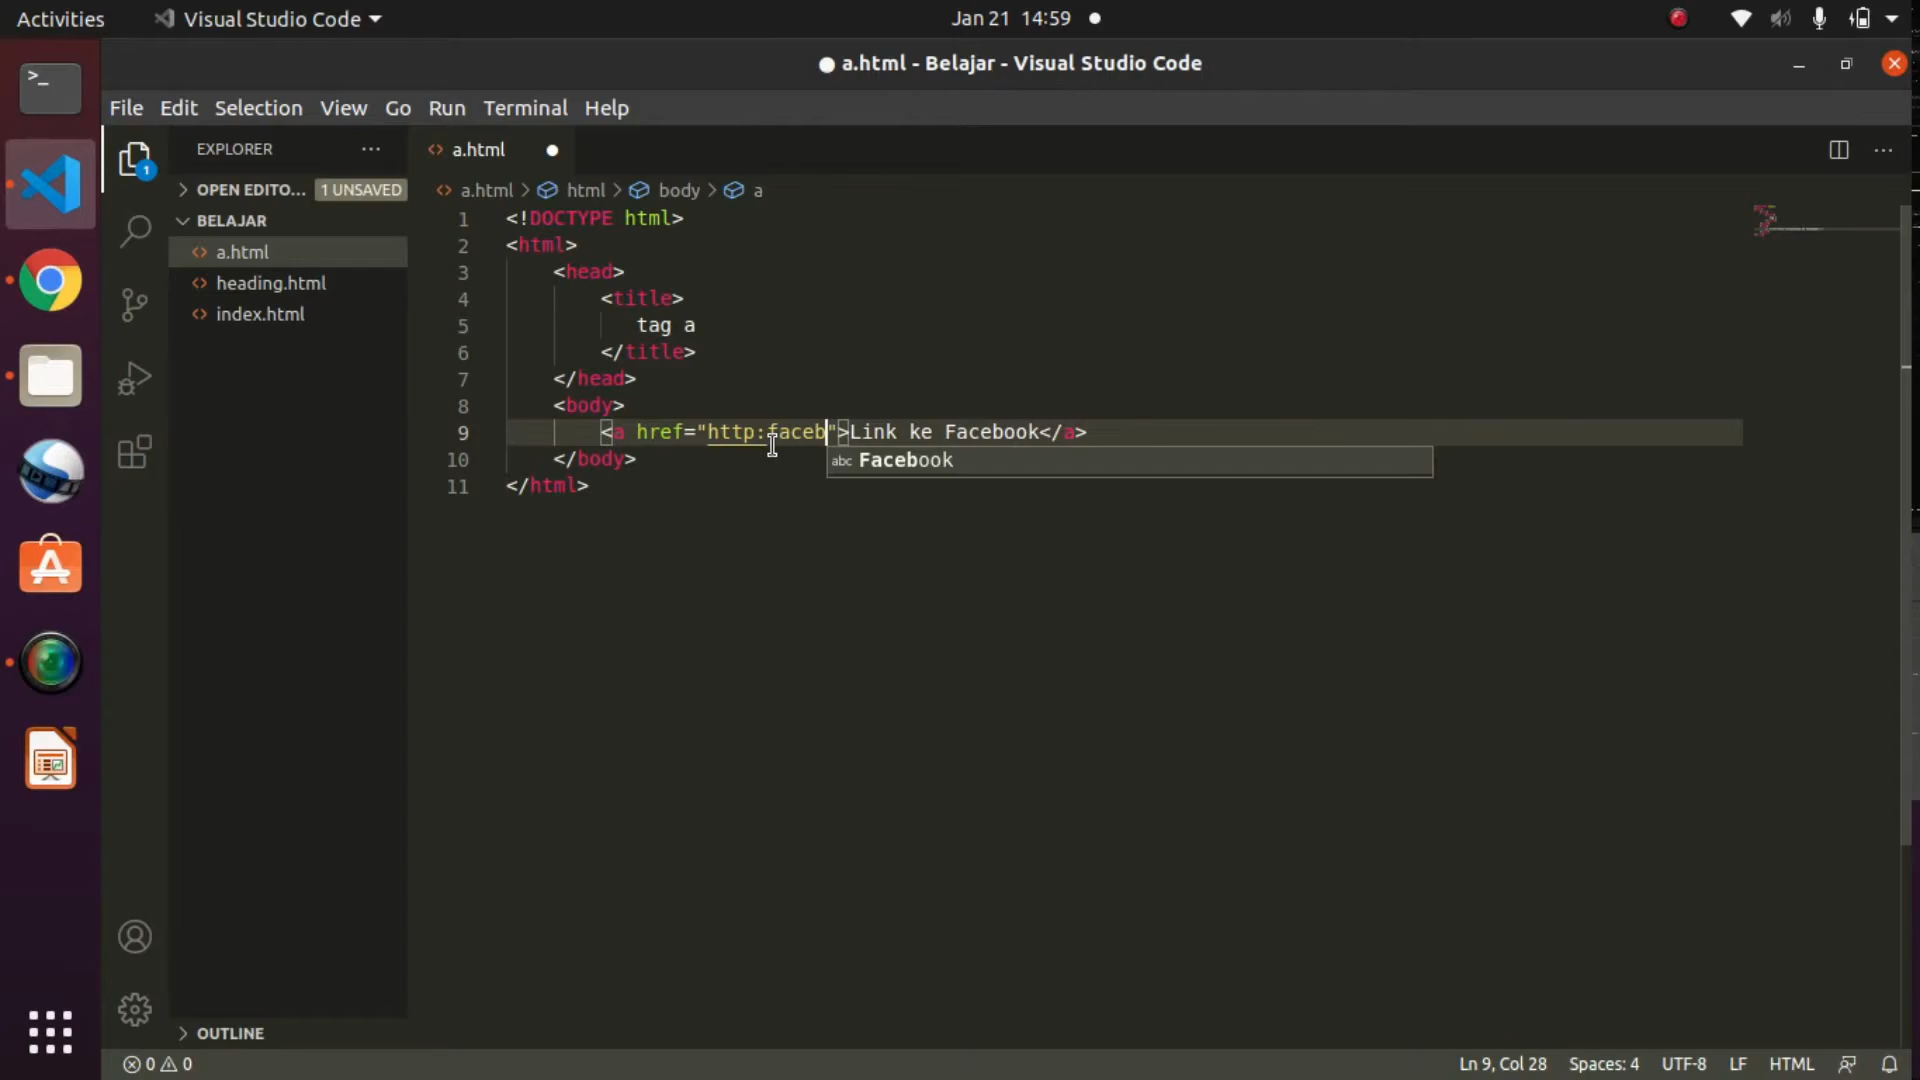 Activities
Visual Studio Code
Jan 21 14:59
a.html - Belajar - Visual Studio Code
File Edit Selection View Go Run Terminal Help
EXPLORER
a.html
1
OPEN EDITO... 1 UNSAVED
a.html > html > body > a
BELAJAR
a.html
heading.html
index.html
1 <!DOCTYPE html>
2 <html>
3 <head>
4 <title>
5 tag a
6 </title>
7 </head>
8 <body>
9 <a href="http:faceb">Link ke Facebook</a>
abc Facebook
10 </body>
11 </html>
OUTLINE
0 0
Ln 9, Col 28 Spaces: 4 UTF-8 LF HTML